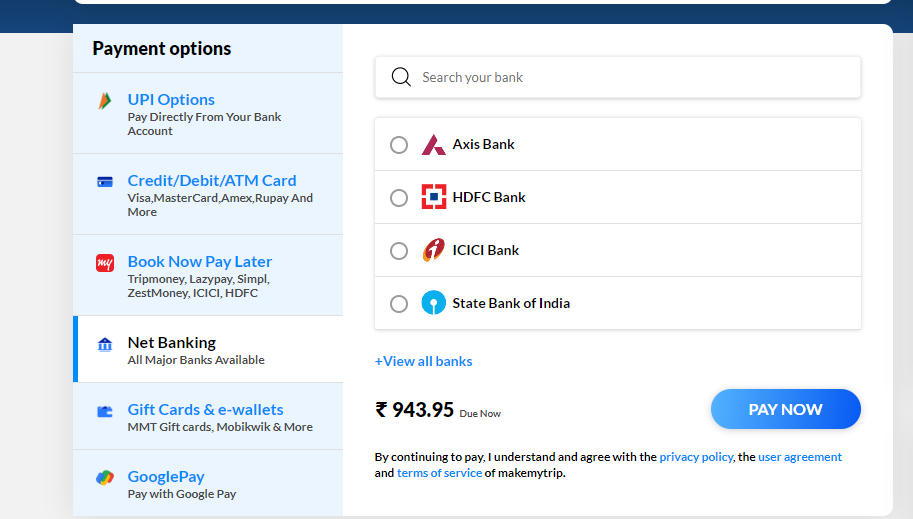 Payment options
UPI Options
Pay Directly From Your Bank
Account
Credit/Debit/ATM Card
Visa,MasterCard,Amex,Rupay And
More
my
Book Now Pay Later
Tripmoney, Lazypay, Simpl,
ZestMoney, ICICI, HDFC
Net Banking
All Major Banks Available
Gift Cards & e-wallets
MMT Gift cards, Mobikwik & More
GooglePay
Pay with Google Pay
Search your bank
Axis Bank
HDFC Bank
ICICI Bank
State Bank of India
+View all banks
₹ 943.95 Due Now
PAY NOW
By continuing to pay, I understand and agree with the privacy policy, the user agreement
and terms of service of makemytrip.